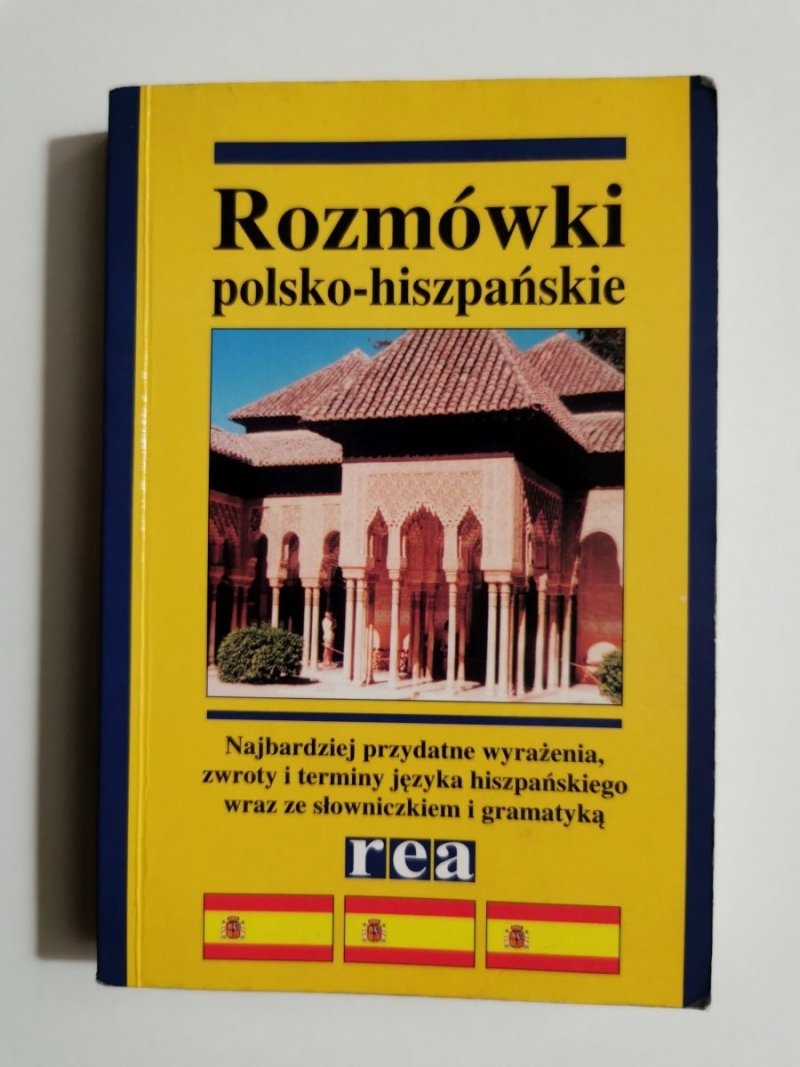 Rozmówki
polsko-hiszpańskie
Najbardziej przydatne wyrażenia,
zwroty i terminy języka hiszpańskiego
wraz ze słowniczkiem i gramatyką
rea